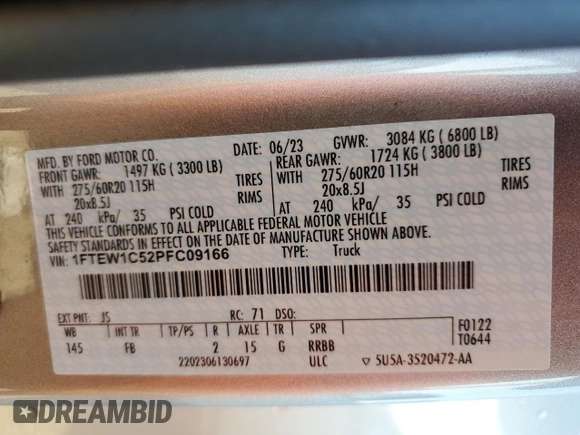 MFD. BY FORD MOTOR CO.
DATE: 06/23 GVWR: 3084 KG ( 6800 LB)
FRONT GAWR: 1497 KG ( 3300 LB) REAR GAWR: 1724 KG ( 3800 LB)
WITH 275/60R20 115H TIRES WITH 275/60R20 115H TIRES
20x8.5J RIMS 20x8.5J RIMS
AT 240 kPa/ 35 PSI COLD AT 240 kPa/ 35 PSI COLD
THIS VEHICLE CONFORMS TO ALL APPLICABLE FEDERAL MOTOR VEHICLE
SAFETY STANDARDS IN EFFECT ON THE DATE OF MANUFACTURE SHOWN ABOVE.
VIN: 1FTEW1C52PFC09166 TYPE: Truck
EXT PNT: JS RC: 71 DSO:
WB INT TR TP/PS R AXLE TR SPR
145 FB 2 15 G RRBB
2202306130697 ULC
F0122
T0644
5U5A-3520472-AA
DREAMBID